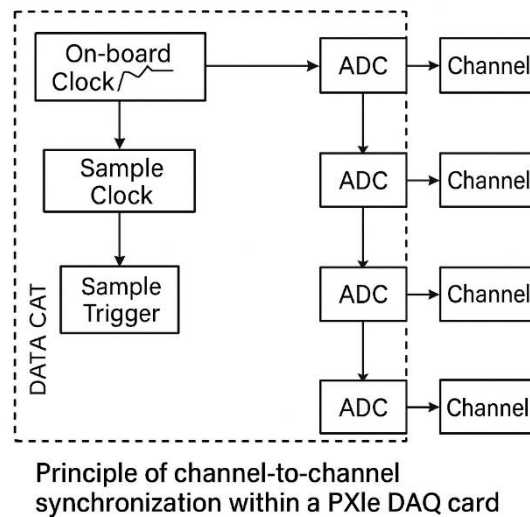 On-board
Clock
ADC
Channel
Sample
Clock
ADC
Channel
Sample
Trigger
ADC
Channel
DATA CAT
ADC
Channel
Principle of channel-to-channel
synchronization within a PXIe DAQ card